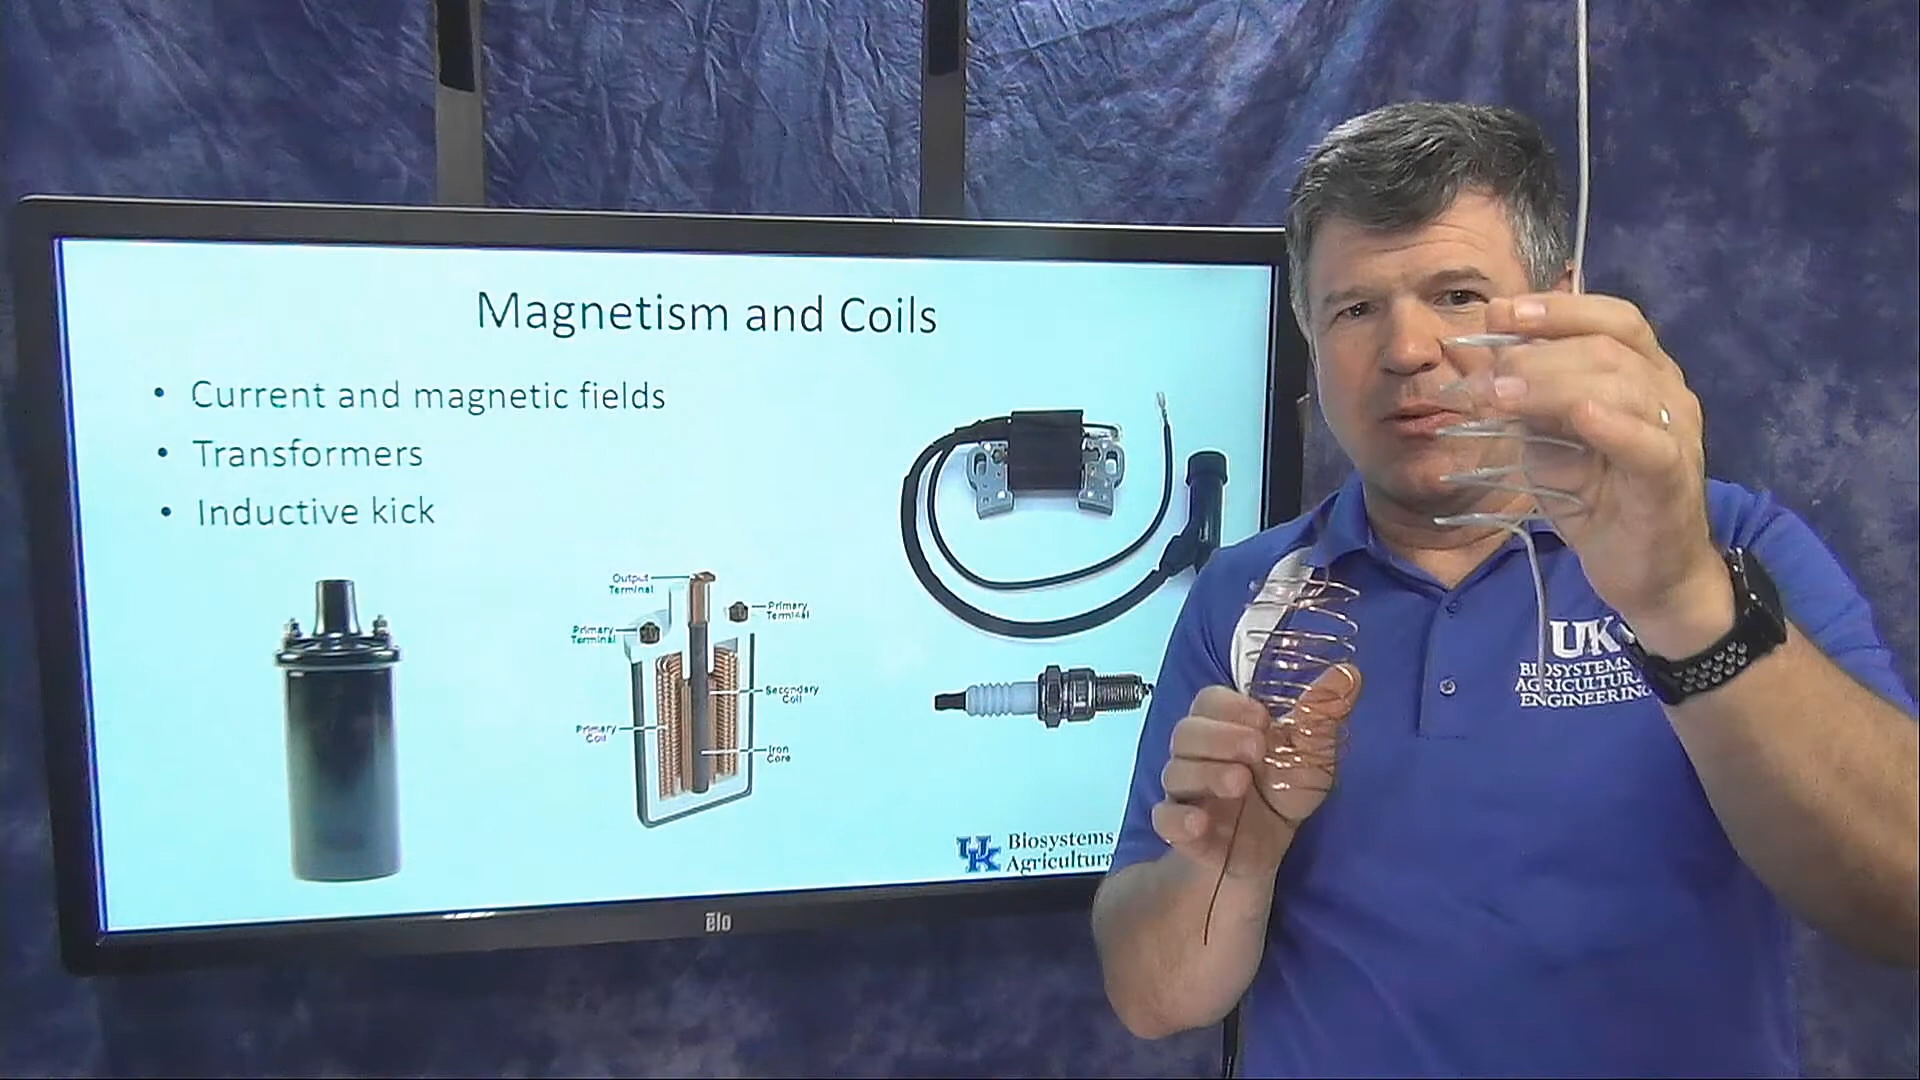 Magnetism and Coils
• Current and magnetic fields
• Transformers
• Inductive kick
Output
Terminal
Primary
Terminal
Primary
Terminal
Secondary
Coil
Primary
Coil
Iron
Core
UK
Biosystems
Agricultura
elo
UK
BIOSYSTEMS
AGRICULTURA
ENGINEERING